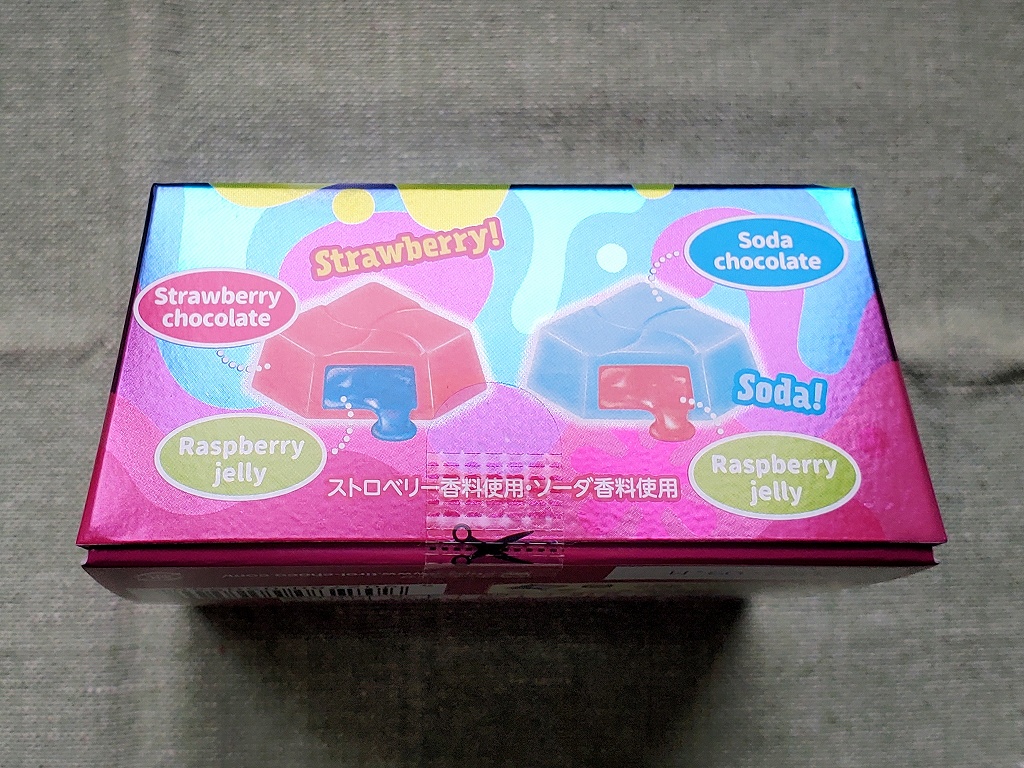 Strawberry!
Soda
chocolate
Strawberry
chocolate
Soda!
Raspberry
jelly
Raspberry
jelly
ストロベリー香料使用・ソーダ香料使用